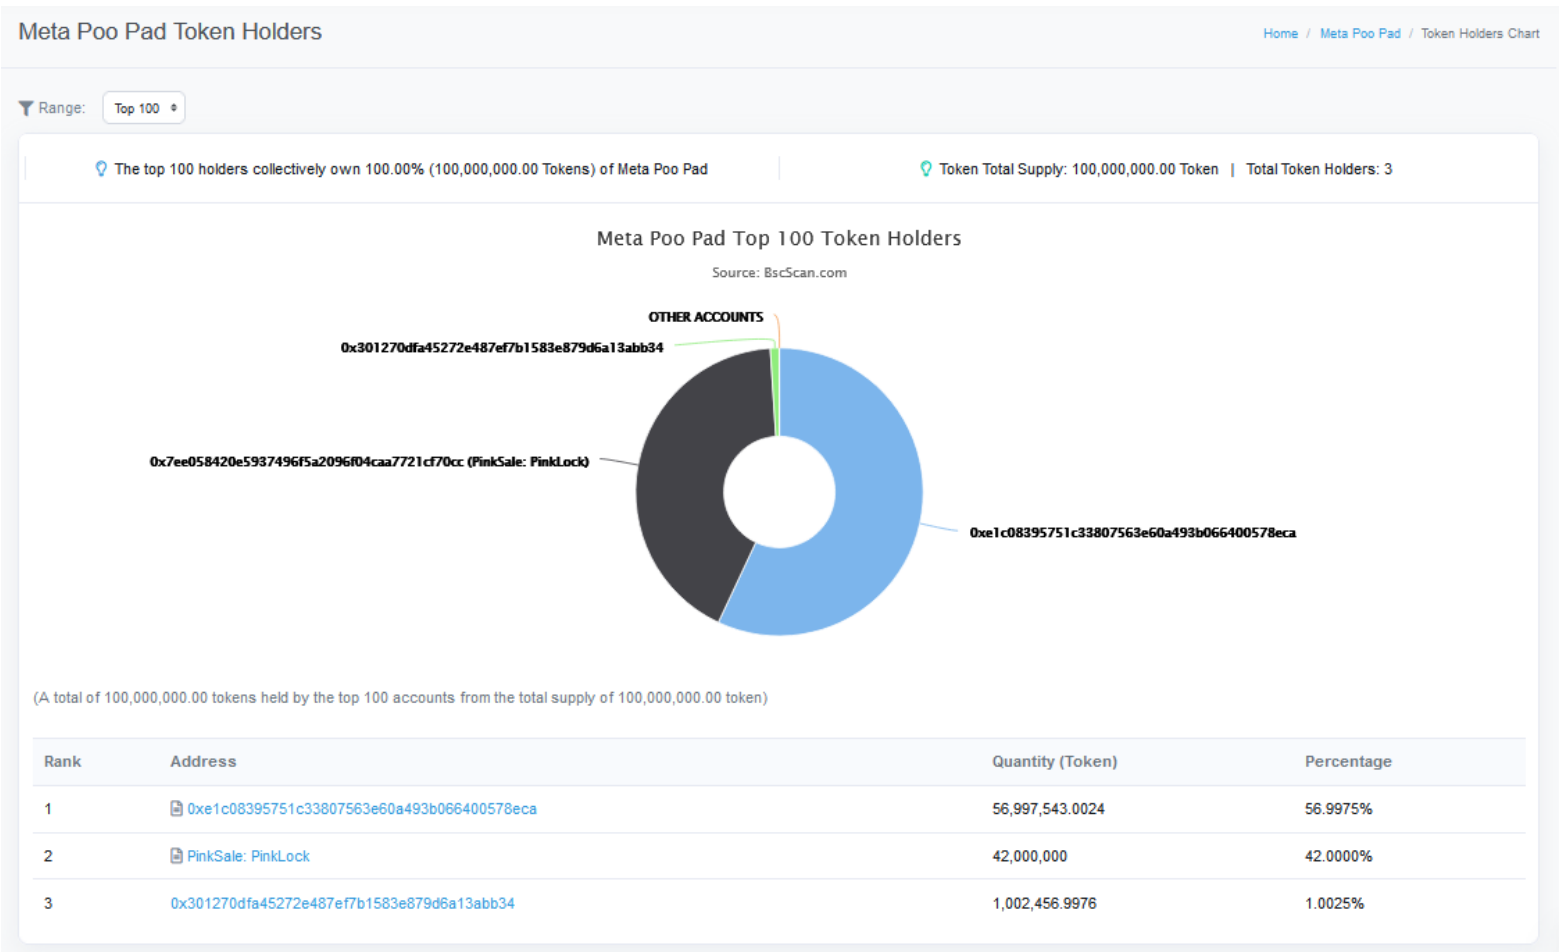 Meta Poo Pad Token Holders
Home / Meta Poo Pad / Token Holders Chart
Range: Top 100
The top 100 holders collectively own 100.00% (100,000,000.00 Tokens) of Meta Poo Pad
Token Total Supply: 100,000,000.00 Token | Total Token Holders: 3
Meta Poo Pad Top 100 Token Holders
Source: BscScan.com
OTHER ACCOUNTS
0x301270dfa45272e487ef7b1583e879d6a13abb34
0x7ee058420e5937496f5a2096f04caa7721cf70cc (PinkSale: PinkLock)
0xe1c08395751c33807563e60a493b066400578eca
(A total of 100,000,000.00 tokens held by the top 100 accounts from the total supply of 100,000,000.00 token)
Rank Address Quantity (Token) Percentage
1 0xe1c08395751c33807563e60a493b066400578eca 56,997,543.0024 56.9975%
2 PinkSale: PinkLock 42,000,000 42.0000%
3 0x301270dfa45272e487ef7b1583e879d6a13abb34 1,002,456.9976 1.0025%